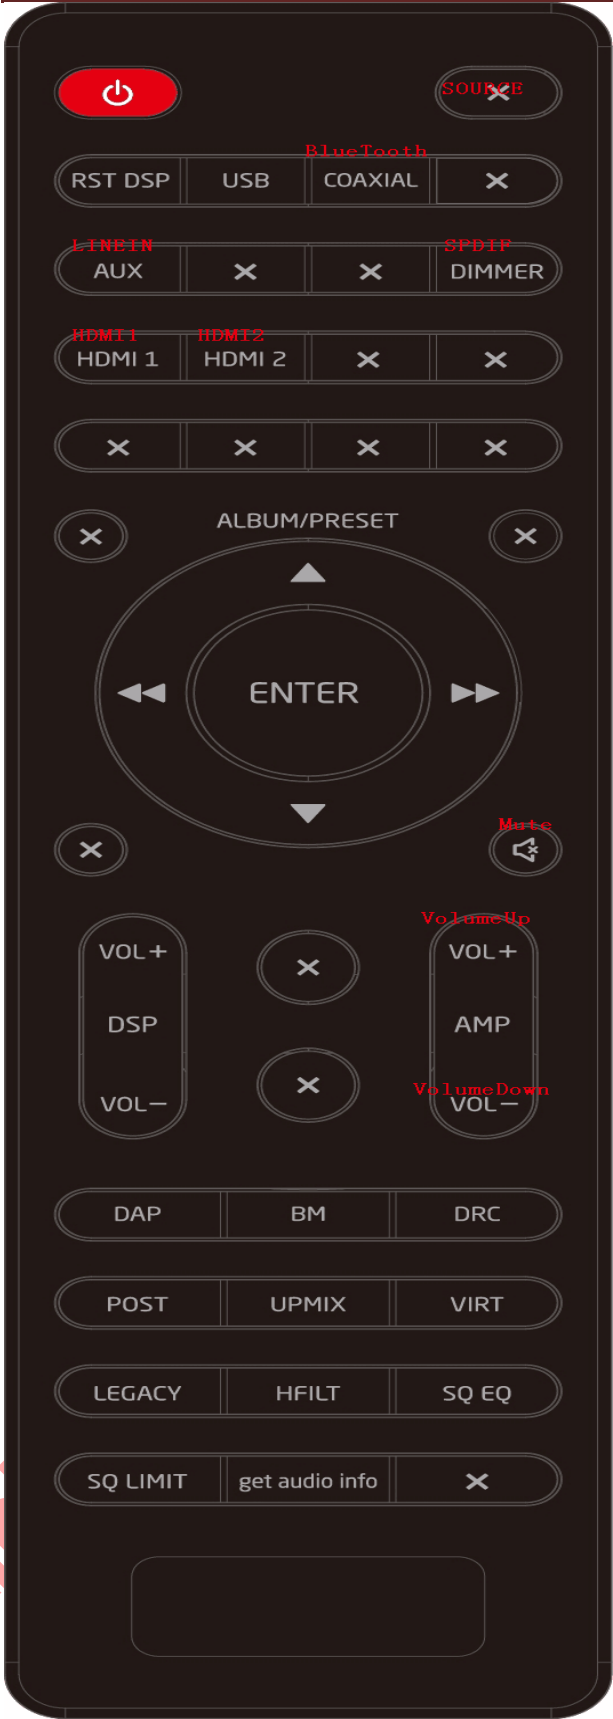 SOURCE
BlueTooth
RST DSP USB COAXIAL
LINEIN SPDIF
AUX DIMMER
HDMI1 HDMI2
HDMI 1 HDMI 2
ALBUM/PRESET
ENTER
Mute
VolumeUp
VOL+ VOL+
DSP AMP
VolumeDown
VOL− VOL−
DAP BM DRC
POST UPMIX VIRT
LEGACY HFILT SQ EQ
SQ LIMIT get audio info